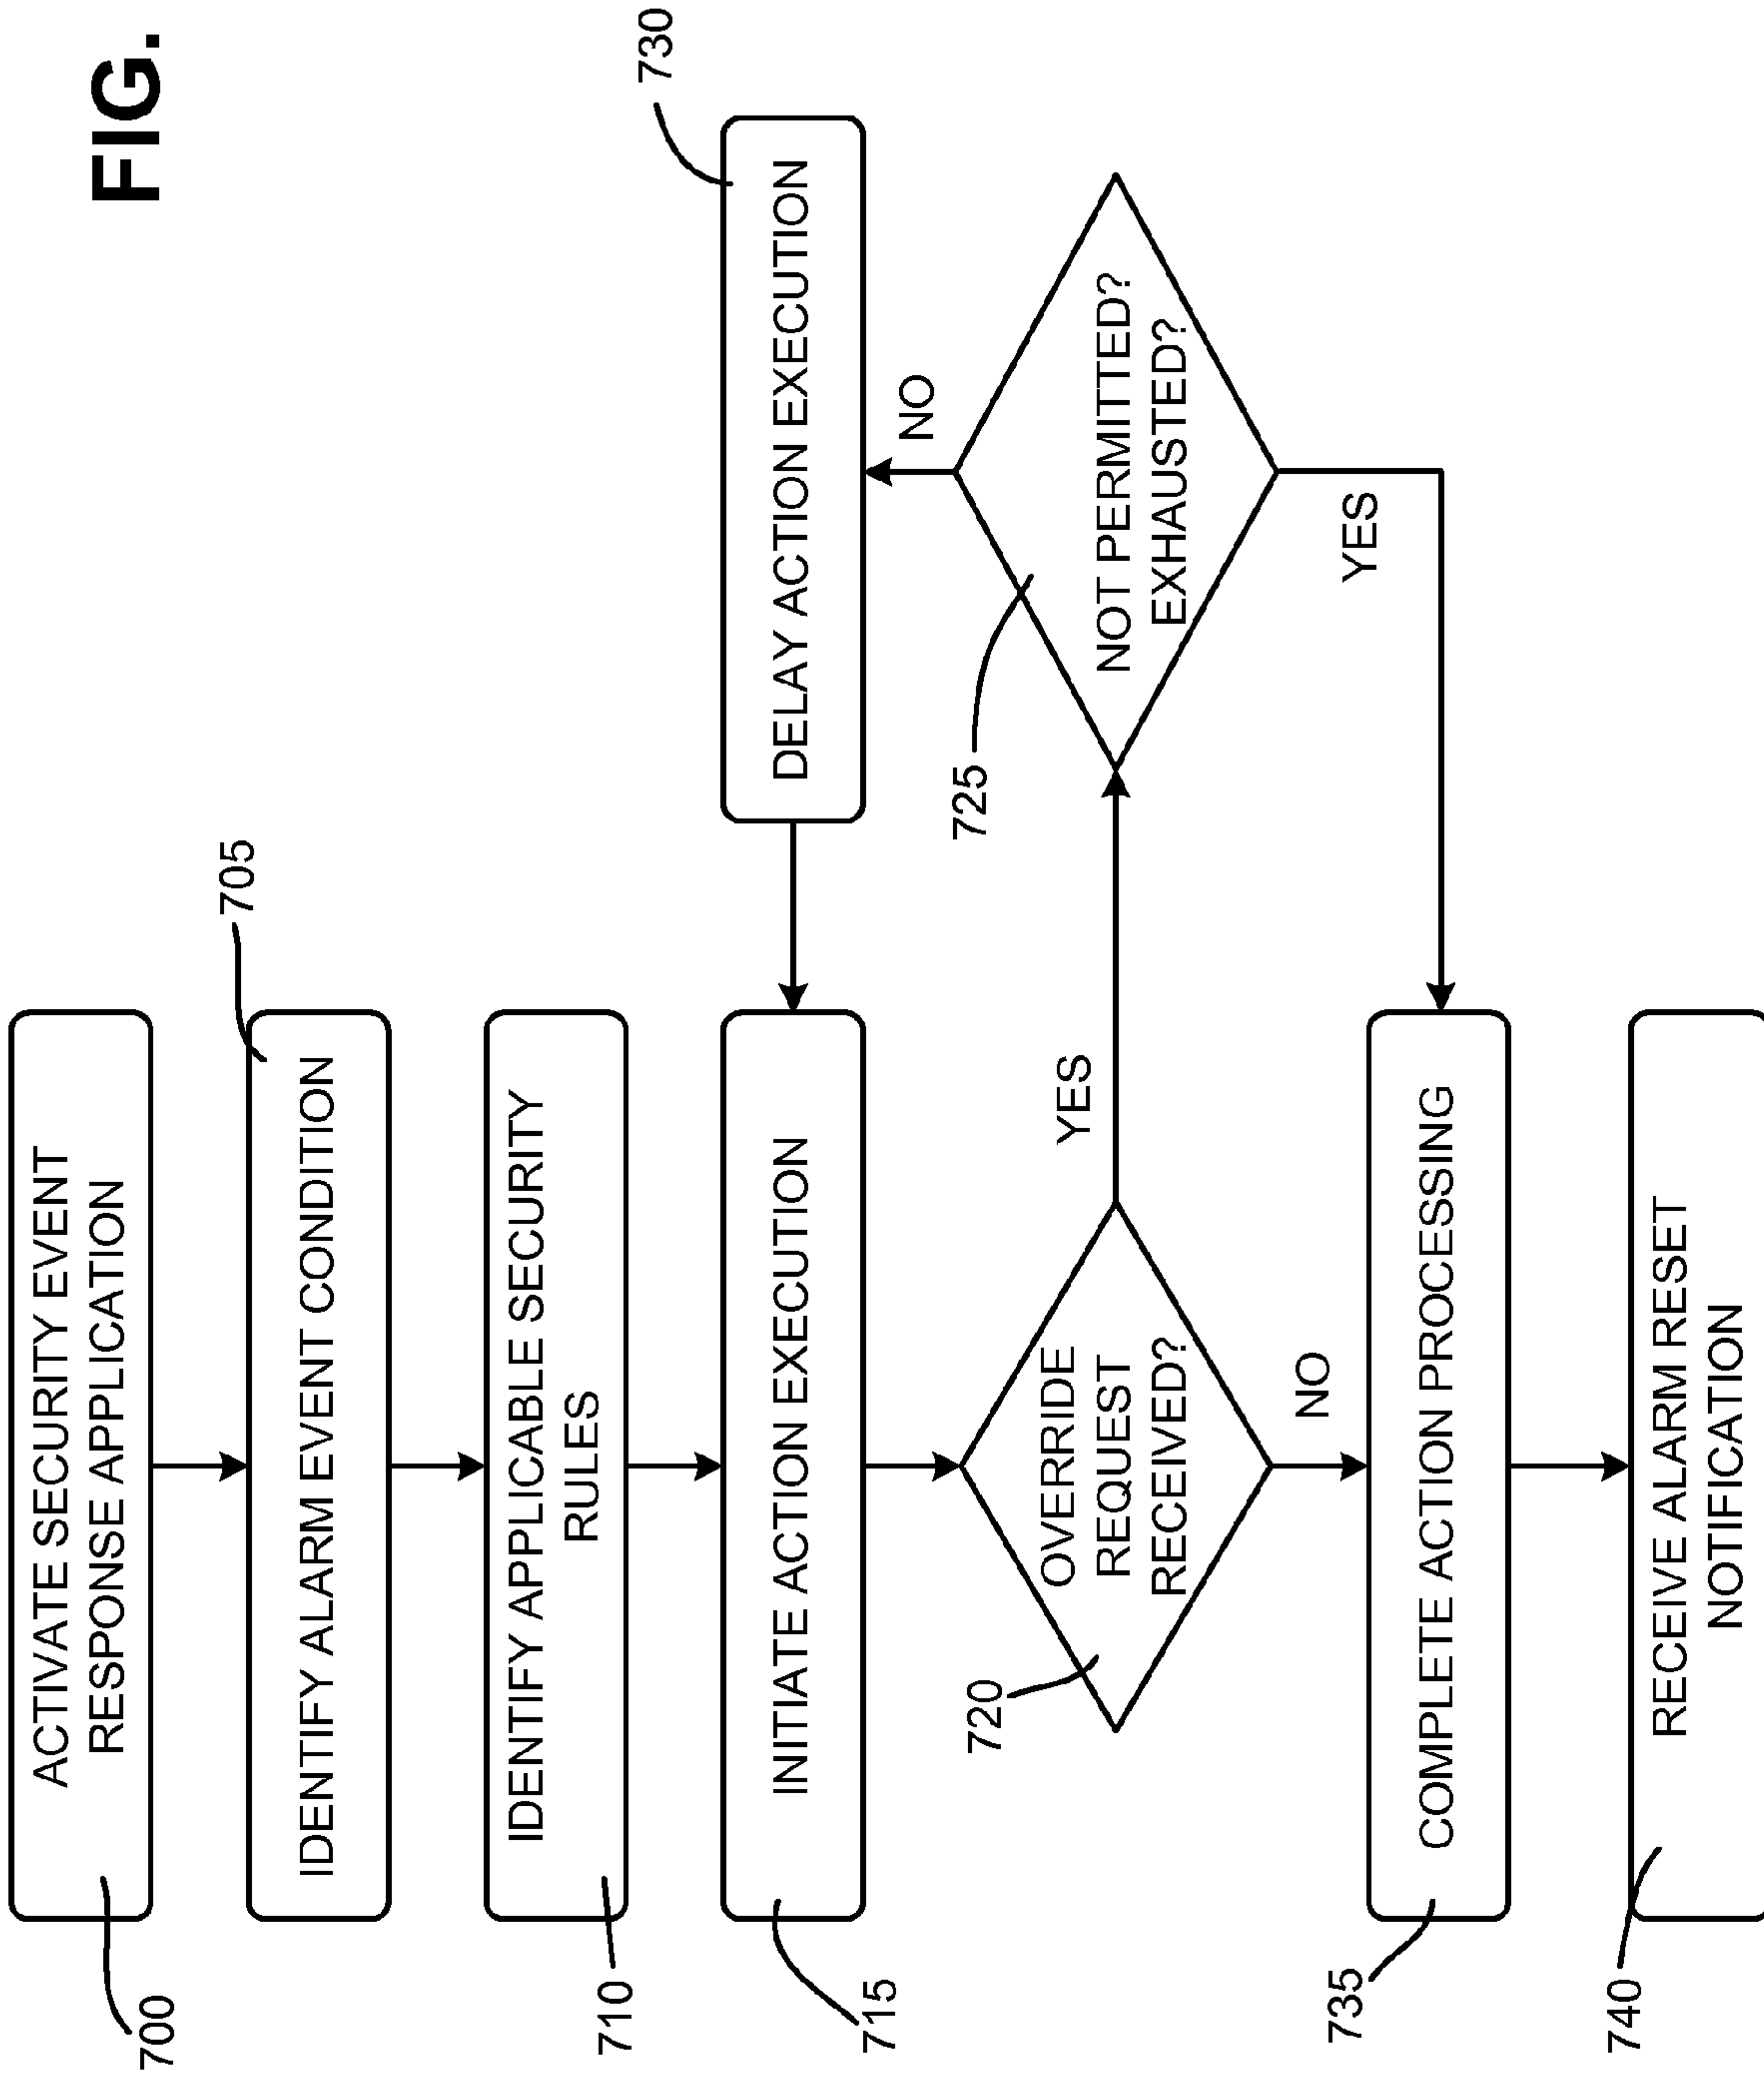 FIG.
700
ACTIVATE SECURITY EVENT
RESPONSE APPLICATION
705
IDENTIFY ALARM EVENT CONDITION
710
IDENTIFY APPLICABLE SECURITY
RULES
715
INITIATE ACTION EXECUTION
730
DELAY ACTION EXECUTION
720
OVERRIDE
REQUEST
RECEIVED?
YES
NO
725
NOT PERMITTED?
EXHAUSTED?
NO
YES
735
COMPLETE ACTION PROCESSING
740
RECEIVE ALARM RESET
NOTIFICATION